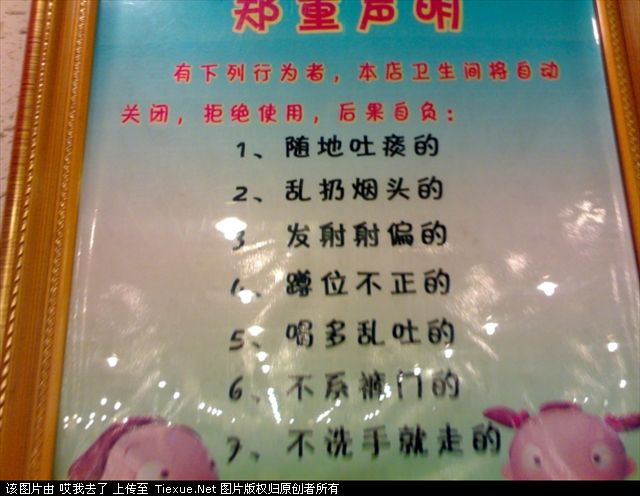 郑重声明
有下列行为者，本店卫生间将自动
关闭，拒绝使用，后果自负：
1、随地吐痰的
2、乱扔烟头的
3、发射射偏的
4、蹲位不正的
5、喝多乱吐的
6、不系裤门的
7、不洗手就走的
该图片由 哎我去了 上传至 Tiexue.Net 图片版权归原创者所有